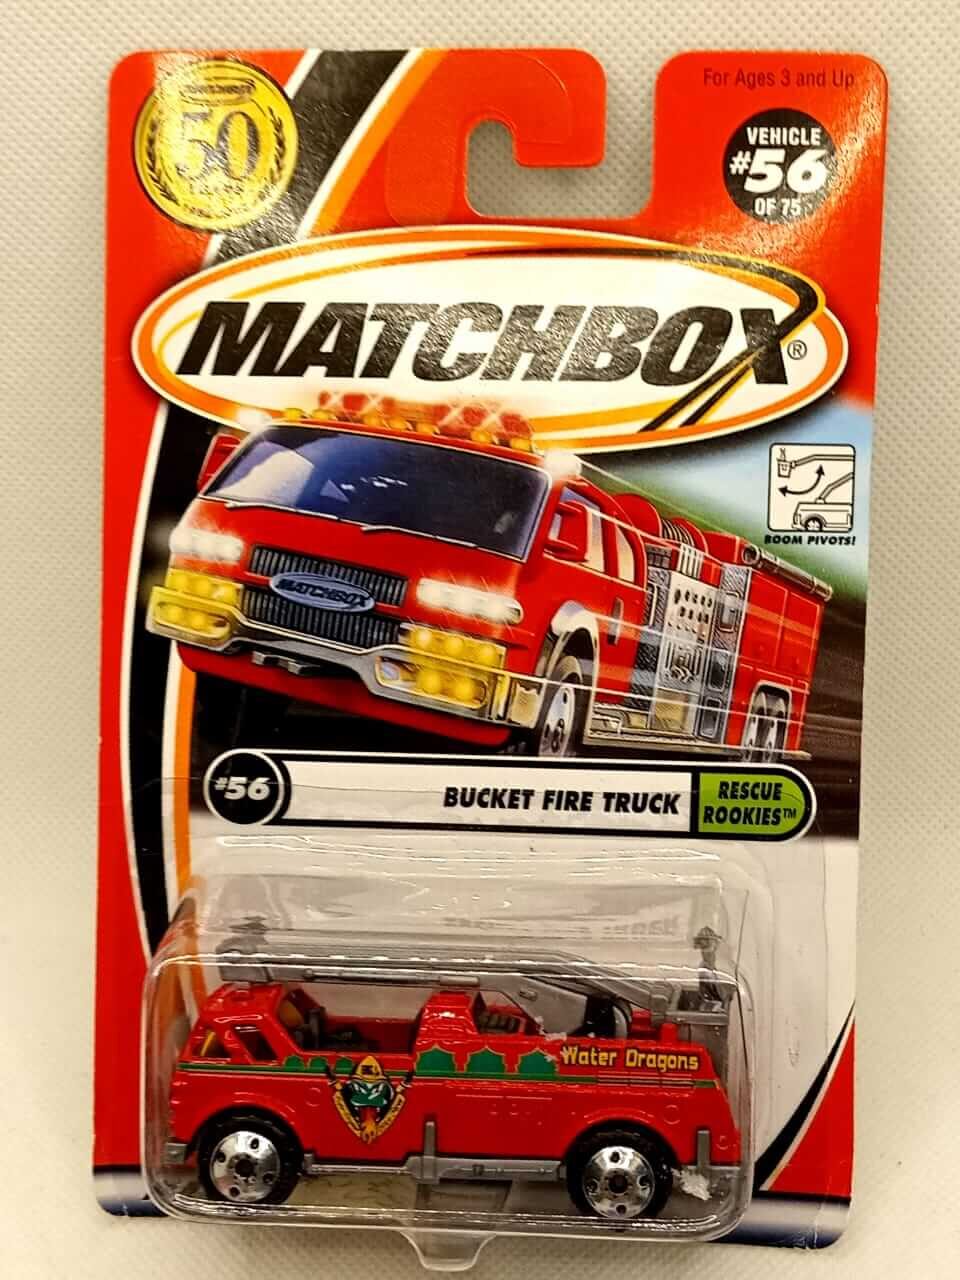 50
For Ages 3 and Up
VEHICLE
#56
OF 75
MATCHBOX®
BOOM PIVOTS!
MATCHBOX
#56
BUCKET FIRE TRUCK
RESCUE
ROOKIES™
Water Dragons